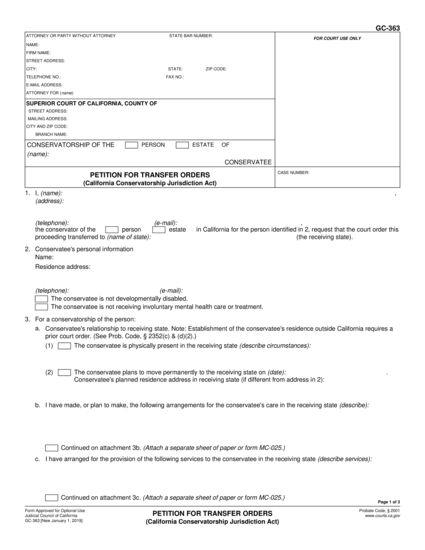 GC-363
ATTORNEY OR PARTY WITHOUT ATTORNEY STATE BAR NUMBER:
FOR COURT USE ONLY
NAME:
FIRM NAME:
STREET ADDRESS:
CITY: STATE: ZIP CODE:
TELEPHONE NO.: FAX NO.:
E-MAIL ADDRESS:
ATTORNEY FOR (name):
SUPERIOR COURT OF CALIFORNIA, COUNTY OF
STREET ADDRESS:
MAILING ADDRESS:
CITY AND ZIP CODE:
BRANCH NAME:
CONSERVATORSHIP OF THE PERSON ESTATE OF
(name):
CONSERVATEE
PETITION FOR TRANSFER ORDERS
(California Conservatorship Jurisdiction Act)
CASE NUMBER:
1. I, (name): ,
(address):
(telephone): (e-mail): ,
the conservator of the person estate in California for the person identified in 2, request that the court order this
proceeding transferred to (name of state): (the receiving state).
2. Conservatee's personal information
Name:
Residence address:
(telephone): (e-mail):
The conservatee is not developmentally disabled.
The conservatee is not receiving involuntary mental health care or treatment.
3. For a conservatorship of the person:
a. Conservatee's relationship to receiving state. Note: Establishment of the conservatee's residence outside California requires a
prior court order. (See Prob. Code, § 2352(c) & (d)(2).)
(1) The conservatee is physically present in the receiving state (describe circumstances):
(2) The conservatee plans to move permanently to the receiving state on (date): .
Conservatee's planned residence address in receiving state (if different from address in 2):
b. I have made, or plan to make, the following arrangements for the conservatee's care in the receiving state (describe):
Continued on attachment 3b. (Attach a separate sheet of paper or form MC-025.)
c. I have arranged for the provision of the following services to the conservatee in the receiving state (describe services):
Continued on attachment 3c. (Attach a separate sheet of paper or form MC-025.)
Page 1 of 3
Form Approved for Optional Use
Judicial Council of California
GC-363 [New January 1, 2019]
PETITION FOR TRANSFER ORDERS
(California Conservatorship Jurisdiction Act)
Probate Code, § 2001
www.courts.ca.gov